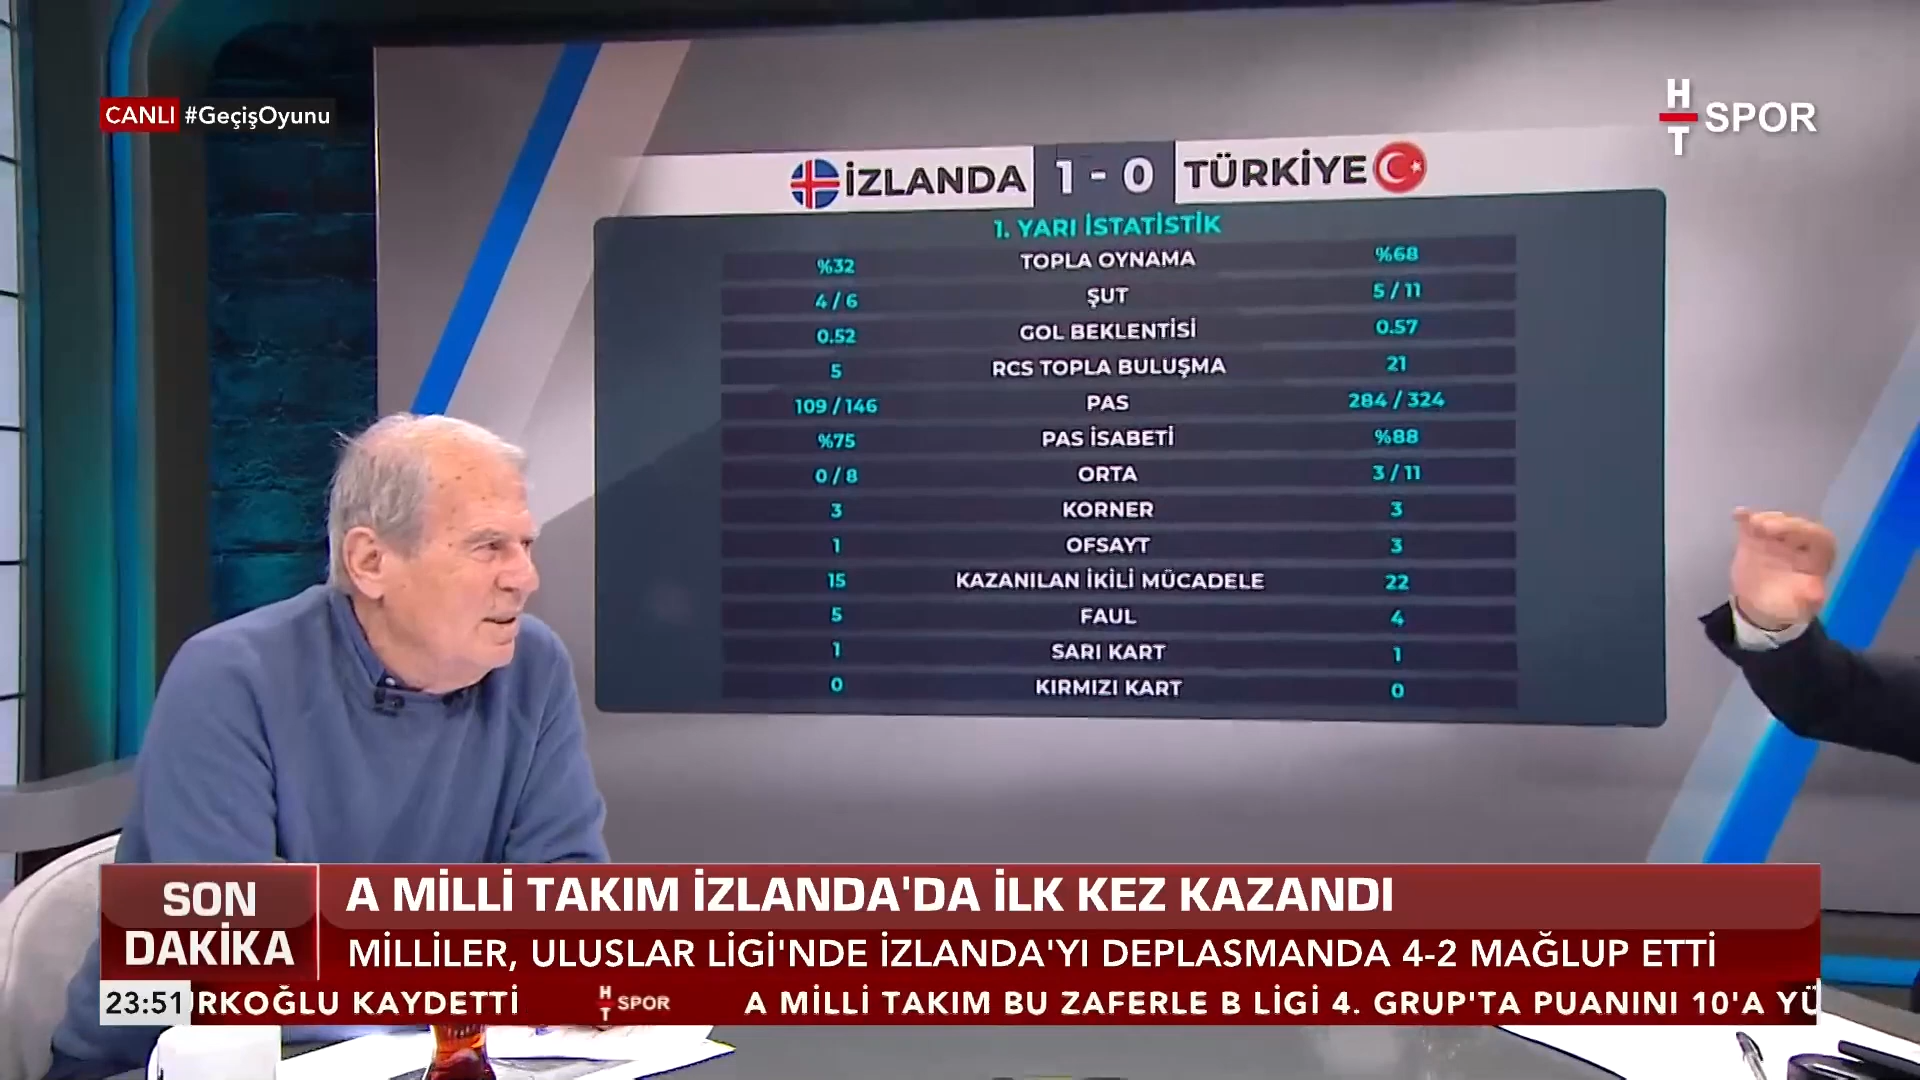 CANLI #GeçişOyunu
HT SPOR
İZLANDA 1 - 0 TÜRKİYE
1. YARI İSTATİSTİK
%32 TOPLA OYNAMA %68
4 / 6 ŞUT 5 / 11
0.52 GOL BEKLENTİSİ 0.57
5 RCS TOPLA BULUŞMA 21
109 / 146 PAS 284 / 324
%75 PAS İSABETİ %88
0 / 8 ORTA 3 / 11
3 KORNER 3
1 OFSAYT 3
15 KAZANILAN İKİLİ MÜCADELE 22
5 FAUL 4
1 SARI KART 1
0 KIRMIZI KART 0
SON DAKİKA
A MİLLİ TAKIM İZLANDA'DA İLK KEZ KAZANDI
MİLLİLER, ULUSLAR LİGİ'NDE İZLANDA'YI DEPLASMANDA 4-2 MAĞLUP ETTİ
23:51 URKOĞLU KAYDETTİ HT SPOR A MİLLİ TAKIM BU ZAFERLE B LİGİ 4. GRUP'TA PUANINI 10'A YÜ